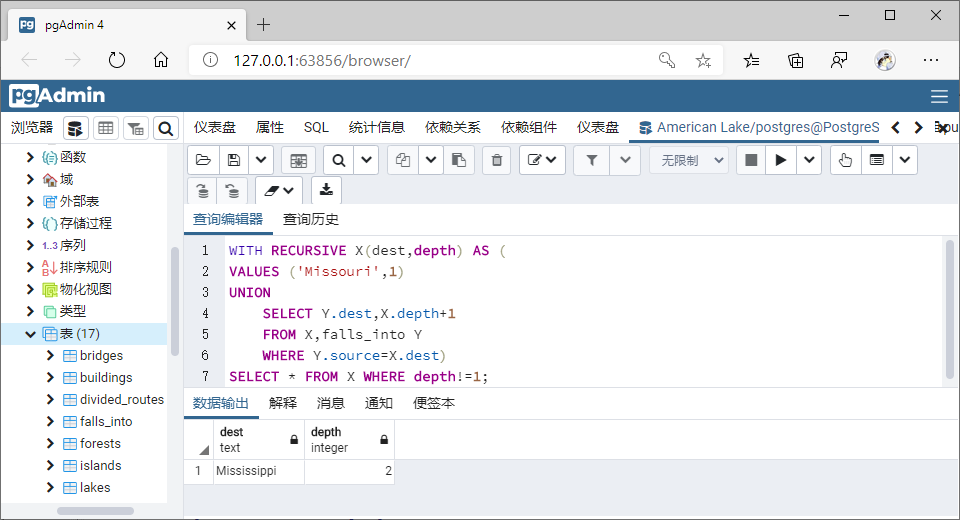 pgAdmin 4
127.0.0.1:63856/browser/
pgAdmin
浏览器
仪表盘 属性 SQL 统计信息 依赖关系 依赖组件 仪表盘 American Lake/postgres@PostgreS
无限制
函数
域
外部表
存储过程
1..3 序列
排序规则
物化视图
类型
表 (17)
bridges
buildings
divided_routes
falls_into
forests
islands
lakes
查询编辑器 查询历史
1 WITH RECURSIVE X(dest,depth) AS (
2 VALUES ('Missouri',1)
3 UNION
4 SELECT Y.dest,X.depth+1
5 FROM X,falls_into Y
6 WHERE Y.source=X.dest)
7 SELECT * FROM X WHERE depth!=1;
数据输出 解释 消息 通知 便签本
dest depth
text integer
1 Mississippi 2